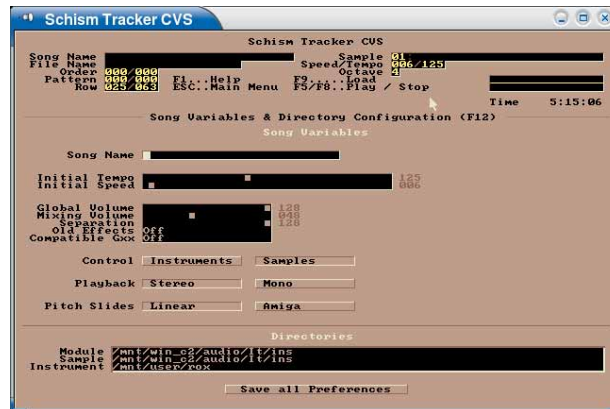 Schism Tracker CVS
Schism Tracker CVS
Song Name Sample 01:
File Name Speed/Tempo 006/125
Order 000/000 Octave 4
Pattern 000/000 F1...Help F9.....Load
Row 025/063 ESC..Main Menu F5/F8..Play / Stop
Time 5:15:06
Song Variables & Directory Configuration (F12)
Song Variables
Song Name
Initial Tempo 125
Initial Speed 006
Global Volume 128
Mixing Volume 048
Separation 128
Old Effects Off
Compatible Gxx Off
Control Instruments Samples
Playback Stereo Mono
Pitch Slides Linear Amiga
Directories
Module /mnt/win_c2/audio/It/ins
Sample /mnt/win_c2/audio/It/ins
Instrument /mnt/user/rox
Save all Preferences